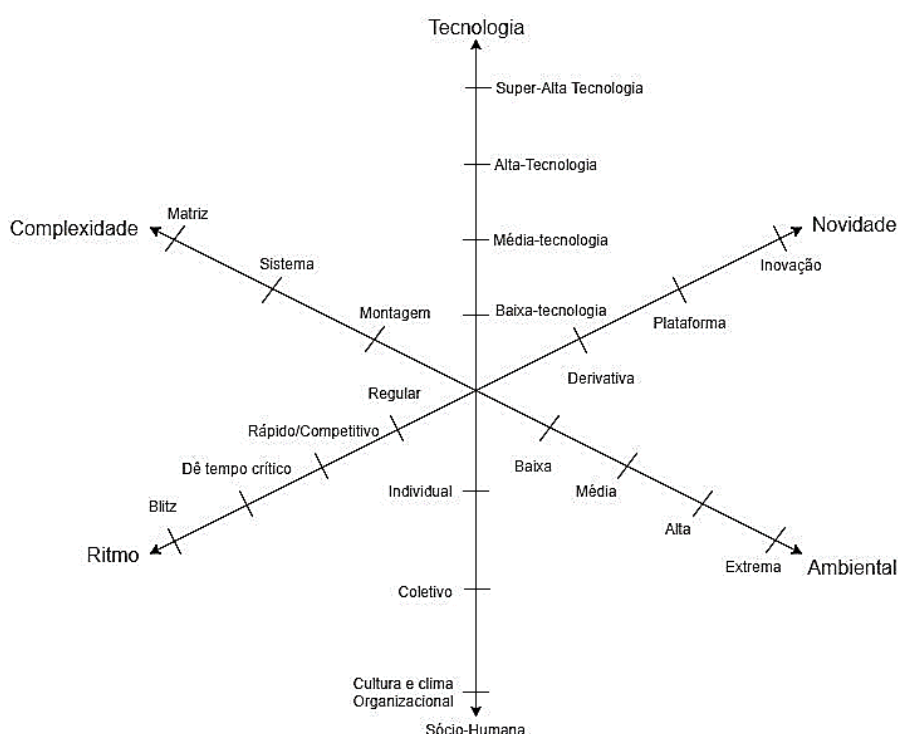 Tecnologia
Super-Alta Tecnologia
Alta-Tecnologia
Matriz
Complexidade
Novidade
Média-tecnologia
Sistema
Inovação
Montagem
Baixa-tecnologia
Plataforma
Derivativa
Regular
Rápido/Competitivo
Baixa
Dê tempo crítico
Individual
Média
Blitz
Alta
Ritmo
Extrema
Ambiental
Coletivo
Cultura e clima
Organizacional
Sócio-Humana